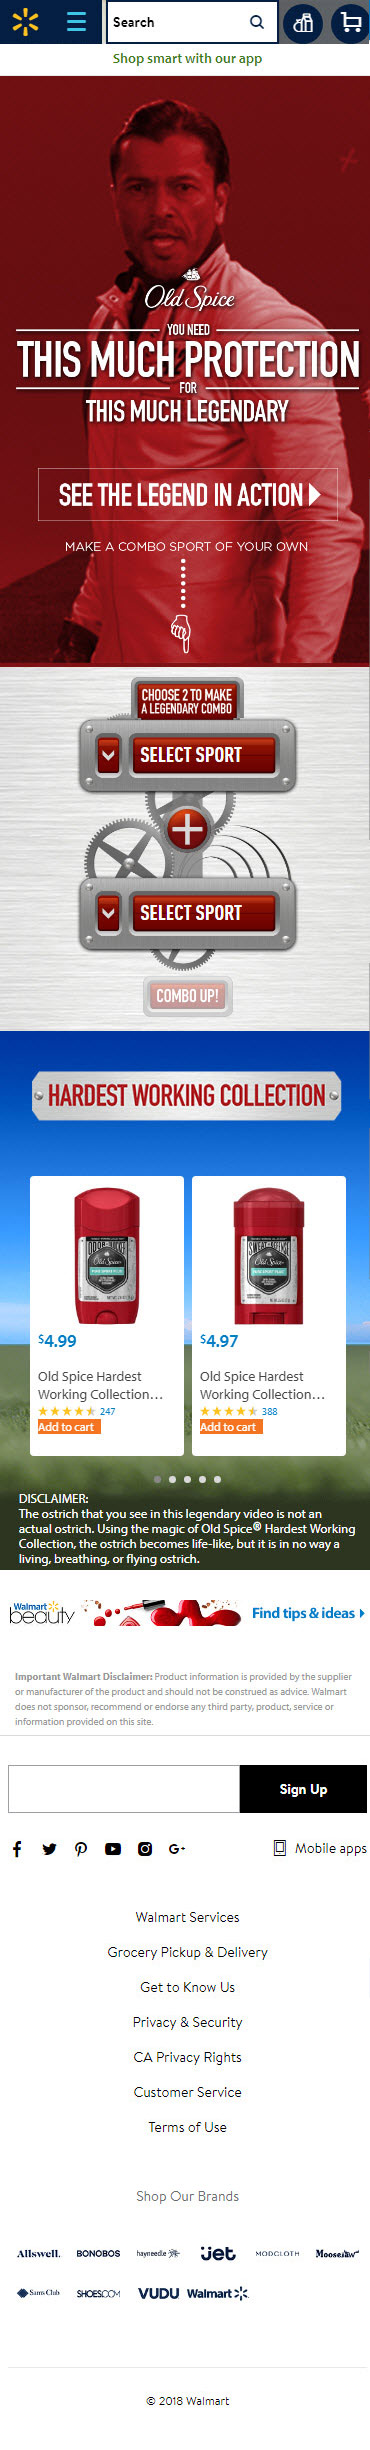 Search
Shop smart with our app
Old Spice
YOU NEED
THIS MUCH PROTECTION
FOR
THIS MUCH LEGENDARY
SEE THE LEGEND IN ACTION
MAKE A COMBO SPORT OF YOUR OWN
CHOOSE 2 TO MAKE
A LEGENDARY COMBO
SELECT SPORT
SELECT SPORT
COMBO UP!
HARDEST WORKING COLLECTION
Old Spice
Old Spice
$4.99 $4.97
Old Spice Hardest Old Spice Hardest
Working Collection... Working Collection...
247 388
Add to cart Add to cart
DISCLAIMER:
The ostrich that you see in this legendary video is not an
actual ostrich. Using the magic of Old Spice® Hardest Working
Collection, the ostrich becomes life-like, but it is in no way a
living, breathing, or flying ostrich.
Walmart
beauty
Find tips & ideas
Important Walmart Disclaimer: Product information is provided by the supplier
or manufacturer of the product and should not be construed as advice. Walmart
does not sponsor, recommend or endorse any third party, product, service or
information provided on this site.
Sign Up
Mobile apps
Walmart Services
Grocery Pickup & Delivery
Get to Know Us
Privacy & Security
CA Privacy Rights
Customer Service
Terms of Use
Shop Our Brands
Allswell. BONOBOS hayneedle jet MODCLOTH Moosejaw
Sam's Club SHOES.COM VUDU Walmart
© 2018 Walmart